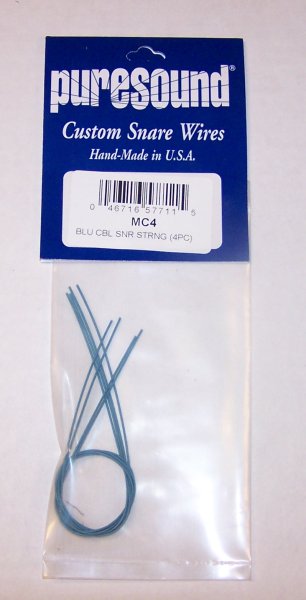 puresound®
Custom Snare Wires
Hand-Made in U.S.A.
0 46716 57711 5
MC4
BLU CBL SNR STRNG (4PC)